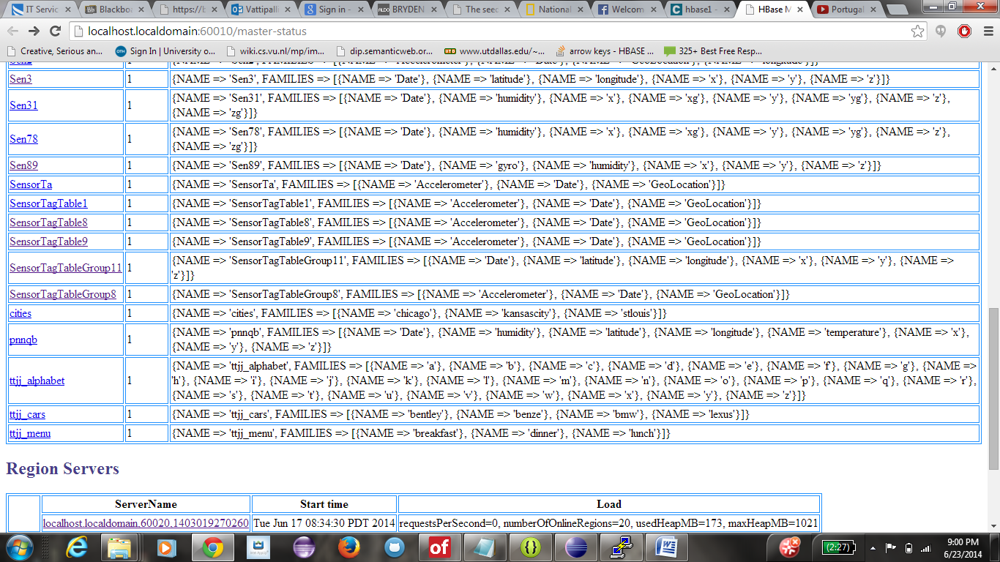 IT Servic
Blackboa
https://b
Vattipalli
Sign in -
BRYDEN
The seed
National
Welcom
hbase1 -
HBase M
Portugal
localhost.localdomain:60010/master-status
Creative, Serious an...
Sign In | University o...
wiki.cs.vu.nl/mp/im...
dip.semanticweb.or...
www.utdallas.edu/~...
arrow keys - HBASE ...
325+ Best Free Resp...
Sen3 1 {NAME => 'Sen3', FAMILIES => [{NAME => 'Date'}, {NAME => 'latitude'}, {NAME => 'longitude'}, {NAME => 'x'}, {NAME => 'y'}, {NAME => 'z'}]}
Sen31 1 {NAME => 'Sen31', FAMILIES => [{NAME => 'Date'}, {NAME => 'humidity'}, {NAME => 'x'}, {NAME => 'xg'}, {NAME => 'y'}, {NAME => 'yg'}, {NAME => 'z'},
{NAME => 'zg'}]}
Sen78 1 {NAME => 'Sen78', FAMILIES => [{NAME => 'Date'}, {NAME => 'humidity'}, {NAME => 'x'}, {NAME => 'xg'}, {NAME => 'y'}, {NAME => 'yg'}, {NAME => 'z'},
{NAME => 'zg'}]}
Sen89 1 {NAME => 'Sen89', FAMILIES => [{NAME => 'Date'}, {NAME => 'gyro'}, {NAME => 'humidity'}, {NAME => 'x'}, {NAME => 'y'}, {NAME => 'z'}]}
SensorTa 1 {NAME => 'SensorTa', FAMILIES => [{NAME => 'Accelerometer'}, {NAME => 'Date'}, {NAME => 'GeoLocation'}]}
SensorTagTable1 1 {NAME => 'SensorTagTable1', FAMILIES => [{NAME => 'Accelerometer'}, {NAME => 'Date'}, {NAME => 'GeoLocation'}]}
SensorTagTable8 1 {NAME => 'SensorTagTable8', FAMILIES => [{NAME => 'Accelerometer'}, {NAME => 'Date'}, {NAME => 'GeoLocation'}]}
SensorTagTable9 1 {NAME => 'SensorTagTable9', FAMILIES => [{NAME => 'Accelerometer'}, {NAME => 'Date'}, {NAME => 'GeoLocation'}]}
SensorTagTableGroup11 1 {NAME => 'SensorTagTableGroup11', FAMILIES => [{NAME => 'Date'}, {NAME => 'latitude'}, {NAME => 'longitude'}, {NAME => 'x'}, {NAME => 'y'}, {NAME =>
'z'}]}
SensorTagTableGroup8 1 {NAME => 'SensorTagTableGroup8', FAMILIES => [{NAME => 'Accelerometer'}, {NAME => 'Date'}, {NAME => 'GeoLocation'}]}
cities 1 {NAME => 'cities', FAMILIES => [{NAME => 'chicago'}, {NAME => 'kansascity'}, {NAME => 'stlouis'}]}
pnnqb 1 {NAME => 'pnnqb', FAMILIES => [{NAME => 'Date'}, {NAME => 'humidity'}, {NAME => 'latitude'}, {NAME => 'longitude'}, {NAME => 'temperature'}, {NAME => 'x'},
{NAME => 'y'}, {NAME => 'z'}]}
ttjj_alphabet 1 {NAME => 'ttjj_alphabet', FAMILIES => [{NAME => 'a'}, {NAME => 'b'}, {NAME => 'c'}, {NAME => 'd'}, {NAME => 'e'}, {NAME => 'f'}, {NAME => 'g'}, {NAME =>
'h'}, {NAME => 'i'}, {NAME => 'j'}, {NAME => 'k'}, {NAME => 'l'}, {NAME => 'm'}, {NAME => 'n'}, {NAME => 'o'}, {NAME => 'p'}, {NAME => 'q'}, {NAME => 'r'},
{NAME => 's'}, {NAME => 't'}, {NAME => 'u'}, {NAME => 'v'}, {NAME => 'w'}, {NAME => 'x'}, {NAME => 'y'}, {NAME => 'z'}]}
ttjj_cars 1 {NAME => 'ttjj_cars', FAMILIES => [{NAME => 'bentley'}, {NAME => 'benze'}, {NAME => 'bmw'}, {NAME => 'lexus'}]}
ttjj_menu 1 {NAME => 'ttjj_menu', FAMILIES => [{NAME => 'breakfast'}, {NAME => 'dinner'}, {NAME => 'lunch'}]}
Region Servers
ServerName Start time Load
localhost.localdomain,60020,1403019270260 Tue Jun 17 08:34:30 PDT 2014 requestsPerSecond=0, numberOfOnlineRegions=20, usedHeapMB=173, maxHeapMB=1021
(2:27)
9:00 PM
6/23/2014